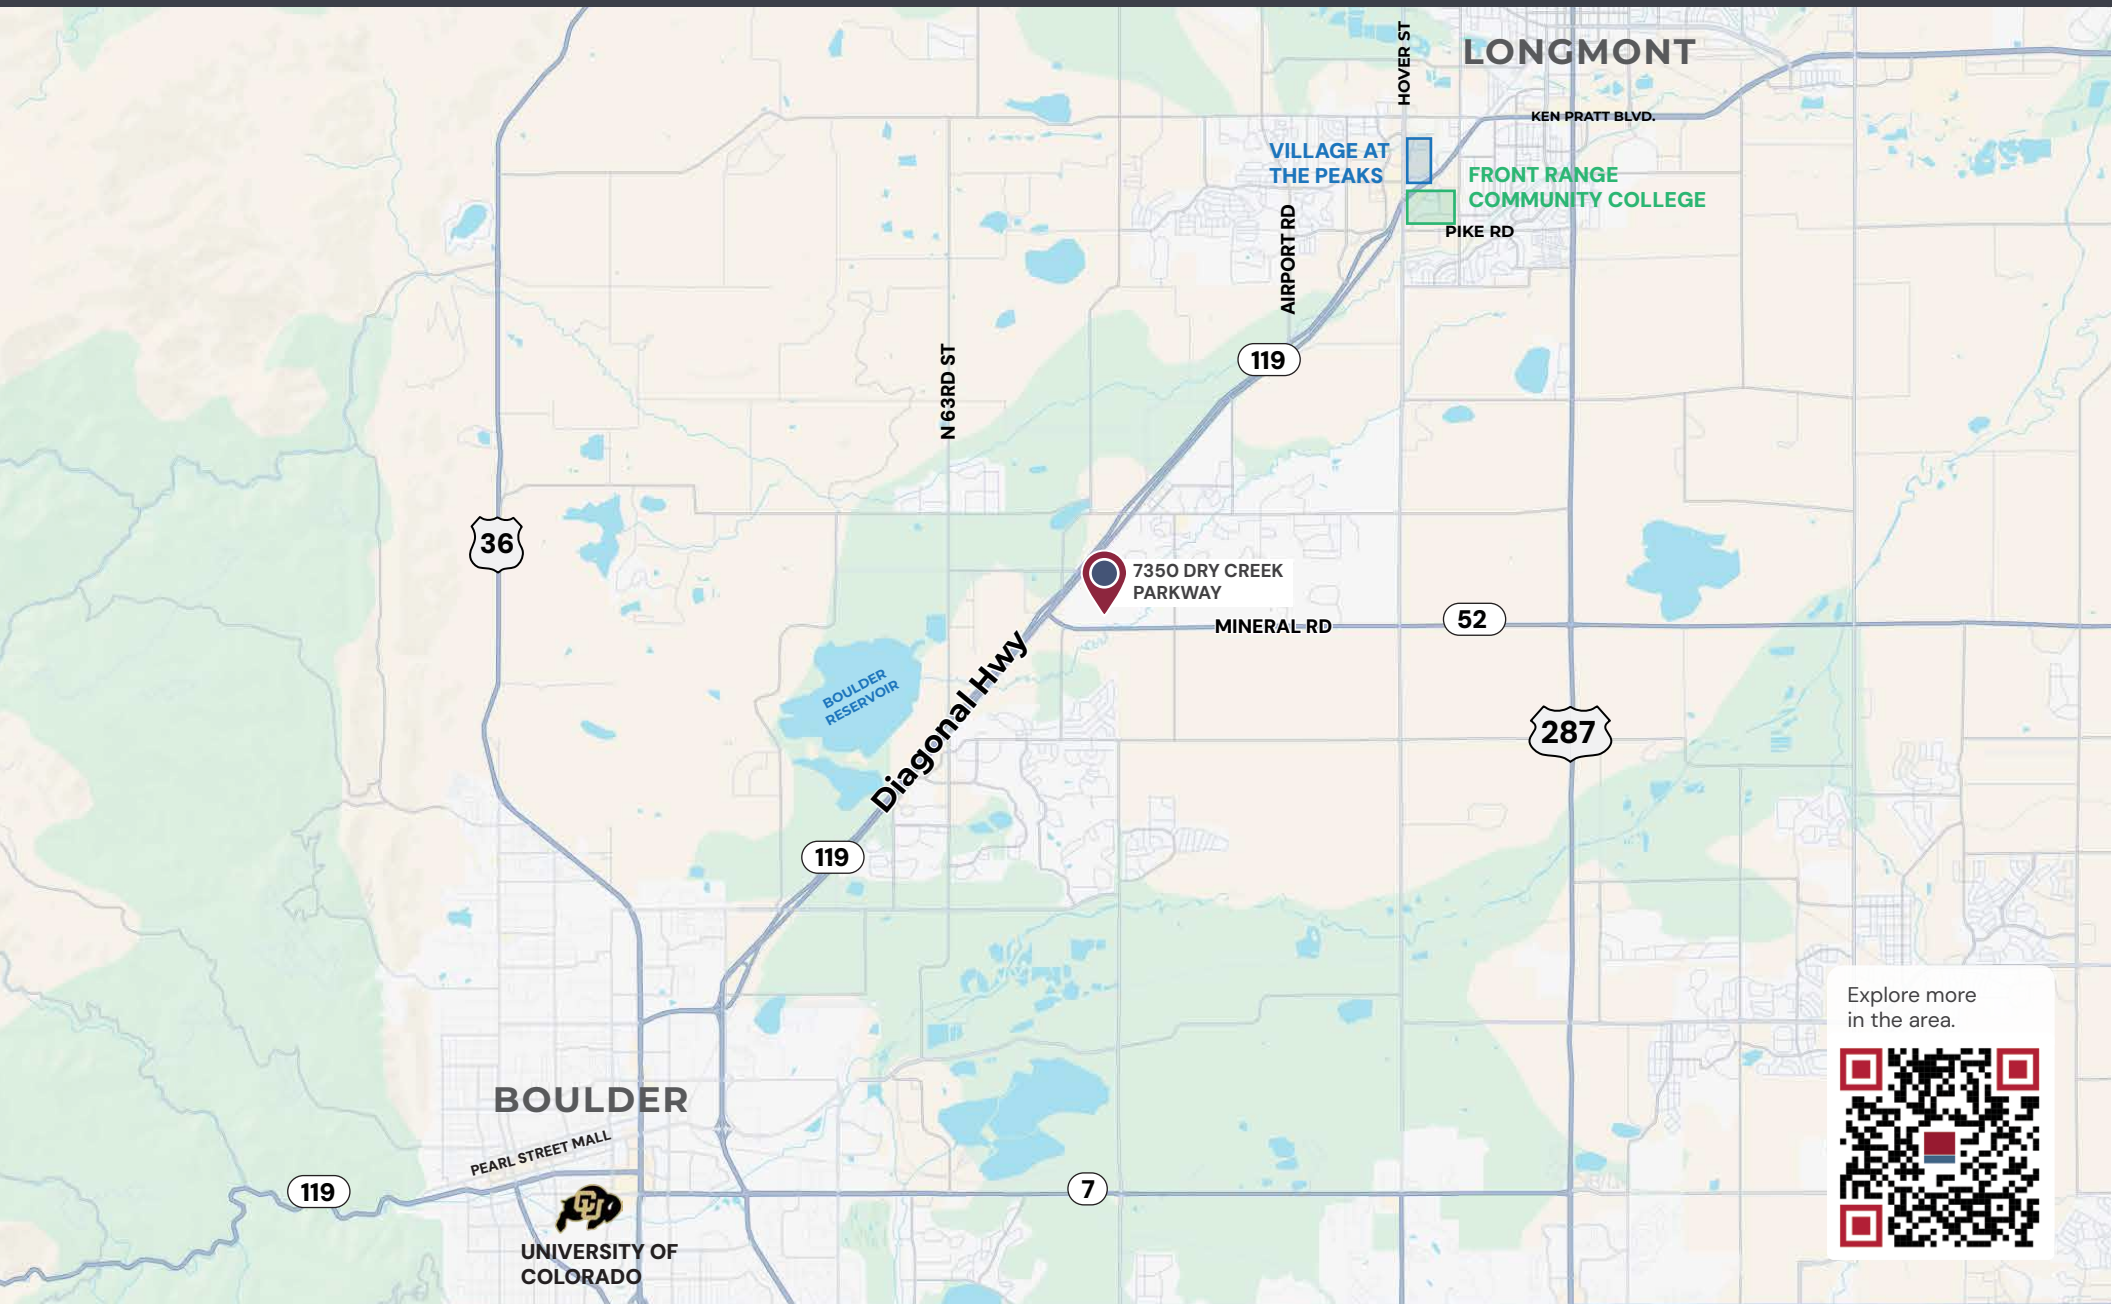 HOVER ST
LONGMONT
KEN PRATT BLVD.
VILLAGE AT
THE PEAKS
FRONT RANGE
COMMUNITY COLLEGE
PIKE RD
AIRPORT RD
119
N 63RD ST
36
7350 DRY CREEK
PARKWAY
MINERAL RD
52
BOULDER
RESERVOIR
Diagonal Hwy
287
119
Explore more
in the area.
BOULDER
PEARL STREET MALL
119
7
CU
UNIVERSITY OF
COLORADO